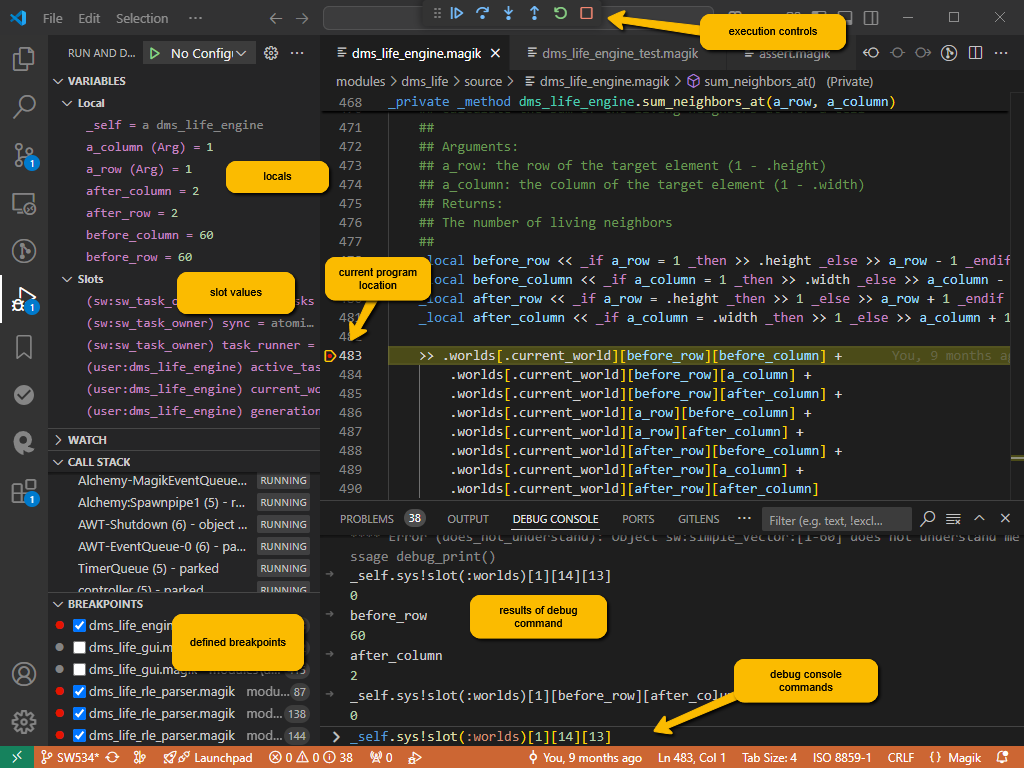 File Edit Selection ···
execution controls
RUN AND D... No Config ···
dms_life_engine.magik dms_life_engine_test.magik assert.magik ···
modules > dms_life > source > dms_life_engine.magik > sum_neighbors_at() (Private)
VARIABLES
Local
_self = a dms_life_engine
a_column (Arg) = 1
a_row (Arg) = 1
after_column = 2
after_row = 2
before_column = 60
before_row = 60
locals
Slots
(sw:sw_task_o sks
(sw:sw_task_owner) sync = atomi…
(sw:sw_task_owner) task_runner =
(user:dms_life_engine) active_tas
(user:dms_life_engine) current_wo
(user:dms_life_engine) generation
slot values
WATCH
CALL STACK
Alchemy-MagikEventQueue... RUNNING
Alchemy:Spawnpipe1 (5) - r... RUNNING
AWT-Shutdown (6) - object ... RUNNING
AWT-EventQueue-0 (6) - pa... RUNNING
TimerQueue (5) - parked RUNNING
controller (5) - parked RUNNING
BREAKPOINTS
dms_life_engin
dms_life_gui.m
dms_life_gui.magik
dms_life_rle_parser.magik modu... 87
dms_life_rle_parser.magik mod... 138
dms_life_rle_parser.magik mod... 144
defined breakpoints
468 _private _method dms_life_engine.sum_neighbors_at(a_row, a_column)
471 ##
472 ## Arguments:
473 ## a_row: the row of the target element (1 - .height)
474 ## a_column: the column of the target element (1 - .width)
475 ## Returns:
476 ## The number of living neighbors
477 ##
_local before_row << _if a_row = 1 _then >> .height _else >> a_row - 1 _endif
local before_column << _if a_column = 1 _then >> .width _else >> a_column -
local after_row << _if a_row = .height _then >> 1 _else >> a_row + 1 _endif
_local after_column << _if a_column = .width _then >> 1 _else >> a_column + 1
current program
location
483 >> .worlds[.current_world][before_row][before_column] + You, 9 months ag
484 .worlds[.current_world][before_row][a_column] +
485 .worlds[.current_world][before_row][after_column] +
486 .worlds[.current_world][a_row][before_column] +
487 .worlds[.current_world][a_row][after_column] +
488 .worlds[.current_world][after_row][before_column] +
489 .worlds[.current_world][after_row][a_column] +
490 .worlds[.current_world][after_row][after_column]
PROBLEMS 38 OUTPUT DEBUG CONSOLE PORTS GITLENS ··· Filter (e.g. text, !excl...
Error (does_not_understand): Object sw:simple_vector:[1-60] does not understand me
ssage debug_print()
_self.sys!slot(:worlds)[1][14][13]
0
before_row
60
after_column
2
_self.sys!slot(:worlds)[1][before_row][after_colu
0
results of debug
command
debug console
commands
> _self.sys!slot(:worlds)[1][14][13]
1
1
1
SW534* Launchpad 0 0 38 0 You, 9 months ago Ln 483, Col 1 Tab Size: 4 ISO 8859-1 CRLF {} Magik